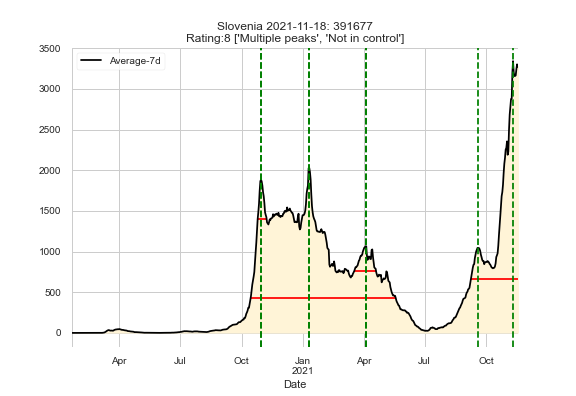 Slovenia 2021-11-18: 391677
Rating:8 ['Multiple peaks', 'Not in control']
Average-7d
3500
3000
2500
2000
1500
1000
500
0
Apr Jul Oct Jan Apr Jul Oct
2021
Date